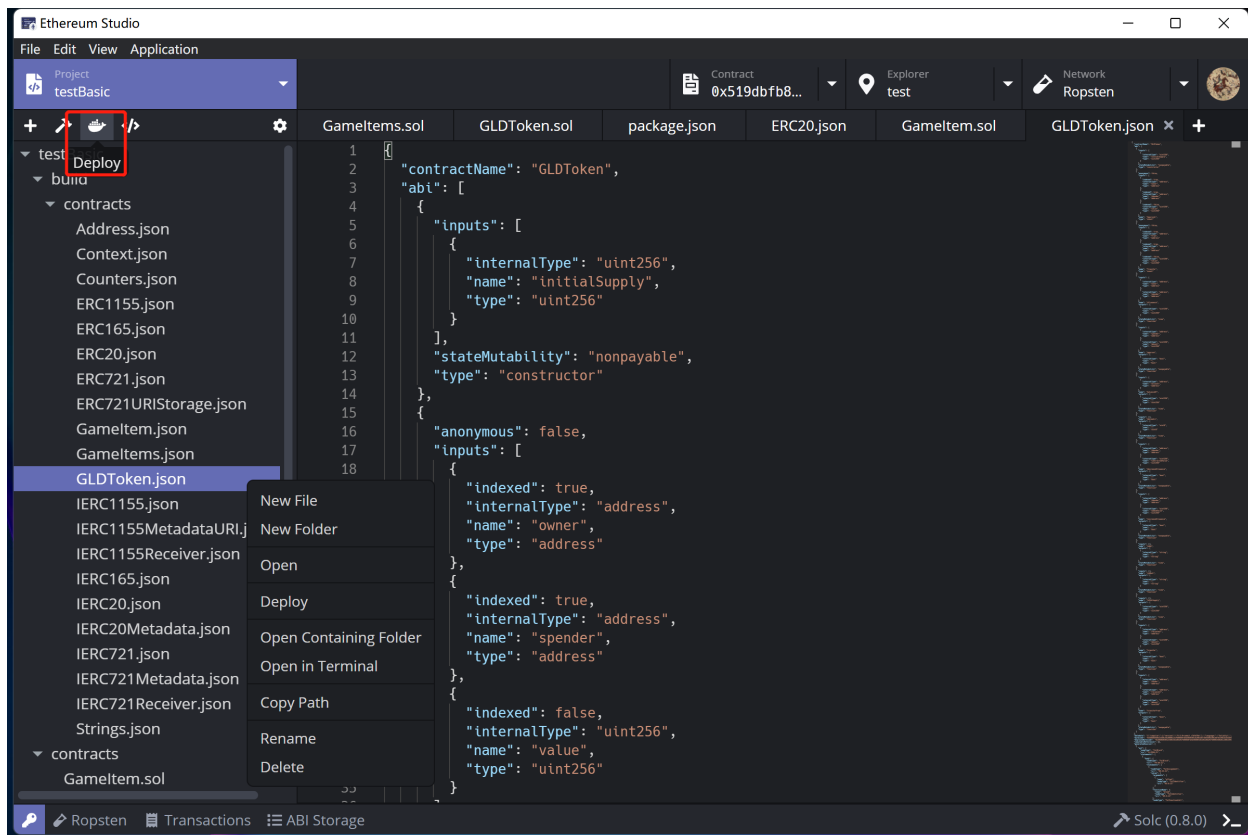 Ethereum Studio
File Edit View Application
Project
testBasic
Contract
0x519dbfb8...
Explorer
test
Network
Ropsten
GameItems.sol GLDToken.sol package.json ERC20.json GameItem.sol GLDToken.json
Deploy
build
contracts
Address.json
Context.json
Counters.json
ERC1155.json
ERC165.json
ERC20.json
ERC721.json
ERC721URIStorage.json
GameItem.json
GameItems.json
GLDToken.json
IERC1155.json
IERC1155MetadataURI.j
IERC1155Receiver.json
IERC165.json
IERC20.json
IERC20Metadata.json
IERC721.json
IERC721Metadata.json
IERC721Receiver.json
Strings.json
contracts
GameItem.sol
New File
New Folder
Open
Deploy
Open Containing Folder
Open in Terminal
Copy Path
Rename
Delete
1 {
2 "contractName": "GLDToken",
3 "abi": [
4 {
5 "inputs": [
6 {
7 "internalType": "uint256",
8 "name": "initialSupply",
9 "type": "uint256"
10 }
11 ],
12 "stateMutability": "nonpayable",
13 "type": "constructor"
14 },
15 {
16 "anonymous": false,
17 "inputs": [
18 {
"indexed": true,
"internalType": "address",
"name": "owner",
"type": "address"
},
{
"indexed": true,
"internalType": "address",
"name": "spender",
"type": "address"
},
{
"indexed": false,
"internalType": "uint256",
"name": "value",
"type": "uint256"
35 }
Ropsten Transactions ABI Storage
Solc (0.8.0)